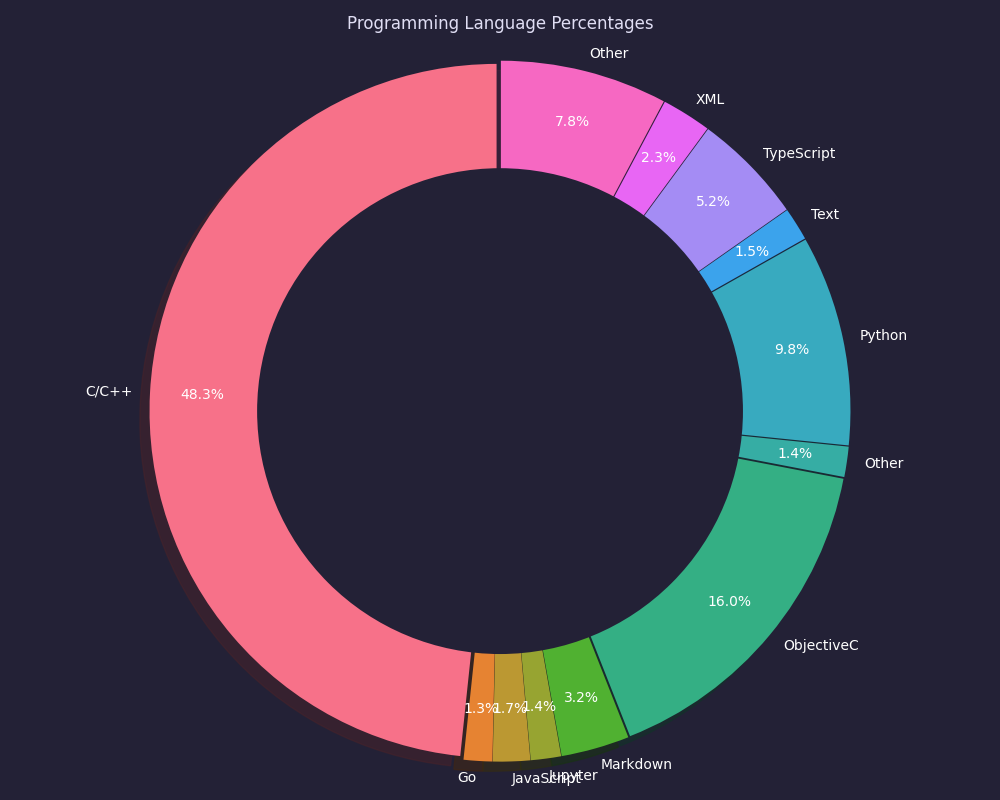 Programming Language Percentages
Other
7.8%
XML
2.3%
TypeScript
5.2%
Text
1.5%
Python
9.8%
Other
1.4%
ObjectiveC
16.0%
Markdown
3.2%
Jupyter
1.4%
JavaScript
1.7%
Go
1.3%
C/C++
48.3%